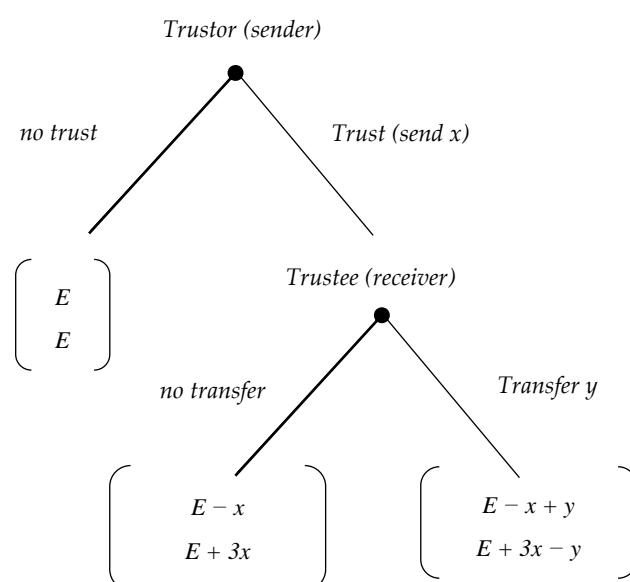 Trustor (sender)
no trust
Trust (send x)
E
E
Trustee (receiver)
no transfer
Transfer y
E − x
E + 3x
E − x + y
E + 3x − y